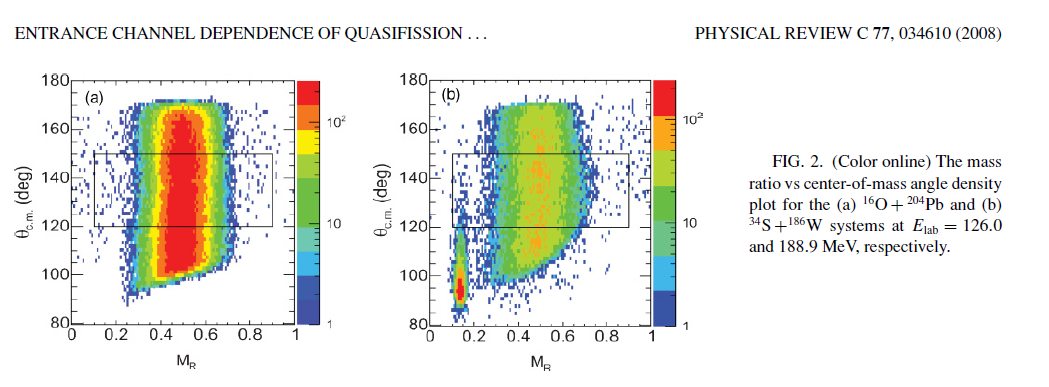 ENTRANCE CHANNEL DEPENDENCE OF QUASIFISSION . . .
PHYSICAL REVIEW C 77, 034610 (2008)
(a)
180
160
140
120
100
80
θc.m. (deg)
0
0.2
0.4
0.6
0.8
1
MR
10²
10
1
(b)
180
160
140
120
100
80
θc.m. (deg)
0
0.2
0.4
0.6
0.8
1
MR
10²
10
1
FIG. 2. (Color online) The mass
ratio vs center-of-mass angle density
plot for the (a) ¹⁶O + ²⁰⁴Pb and (b)
³⁴S+¹⁸⁶W systems at Elab = 126.0
and 188.9 MeV, respectively.